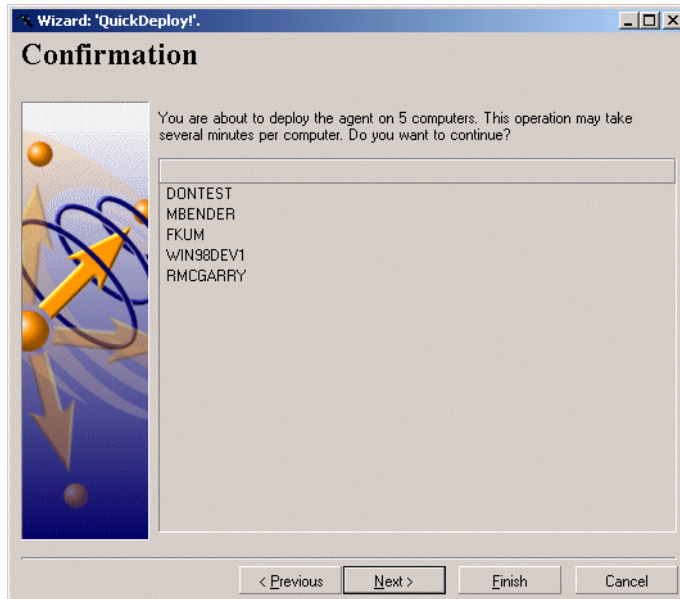 Wizard: 'QuickDeploy!'.
Confirmation
You are about to deploy the agent on 5 computers. This operation may take
several minutes per computer. Do you want to continue?
DONTEST
MBENDER
FKUM
WIN98DEV1
RMCGARRY
< Previous Next > Finish Cancel